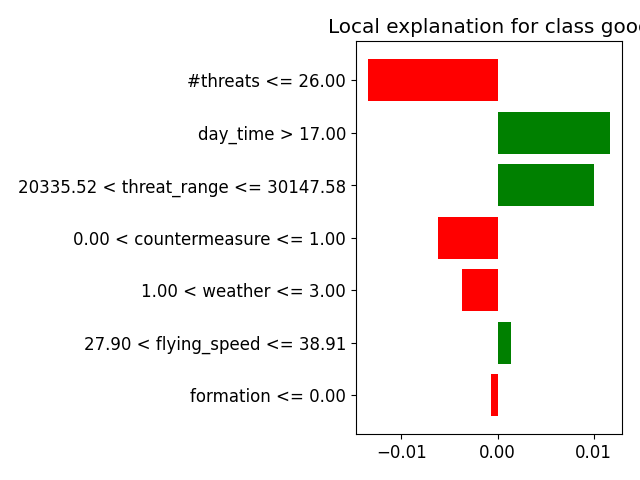 Local explanation for class goo
#threats <= 26.00
day_time > 17.00
20335.52 < threat_range <= 30147.58
0.00 < countermeasure <= 1.00
1.00 < weather <= 3.00
27.90 < flying_speed <= 38.91
formation <= 0.00
−0.01 0.00 0.01